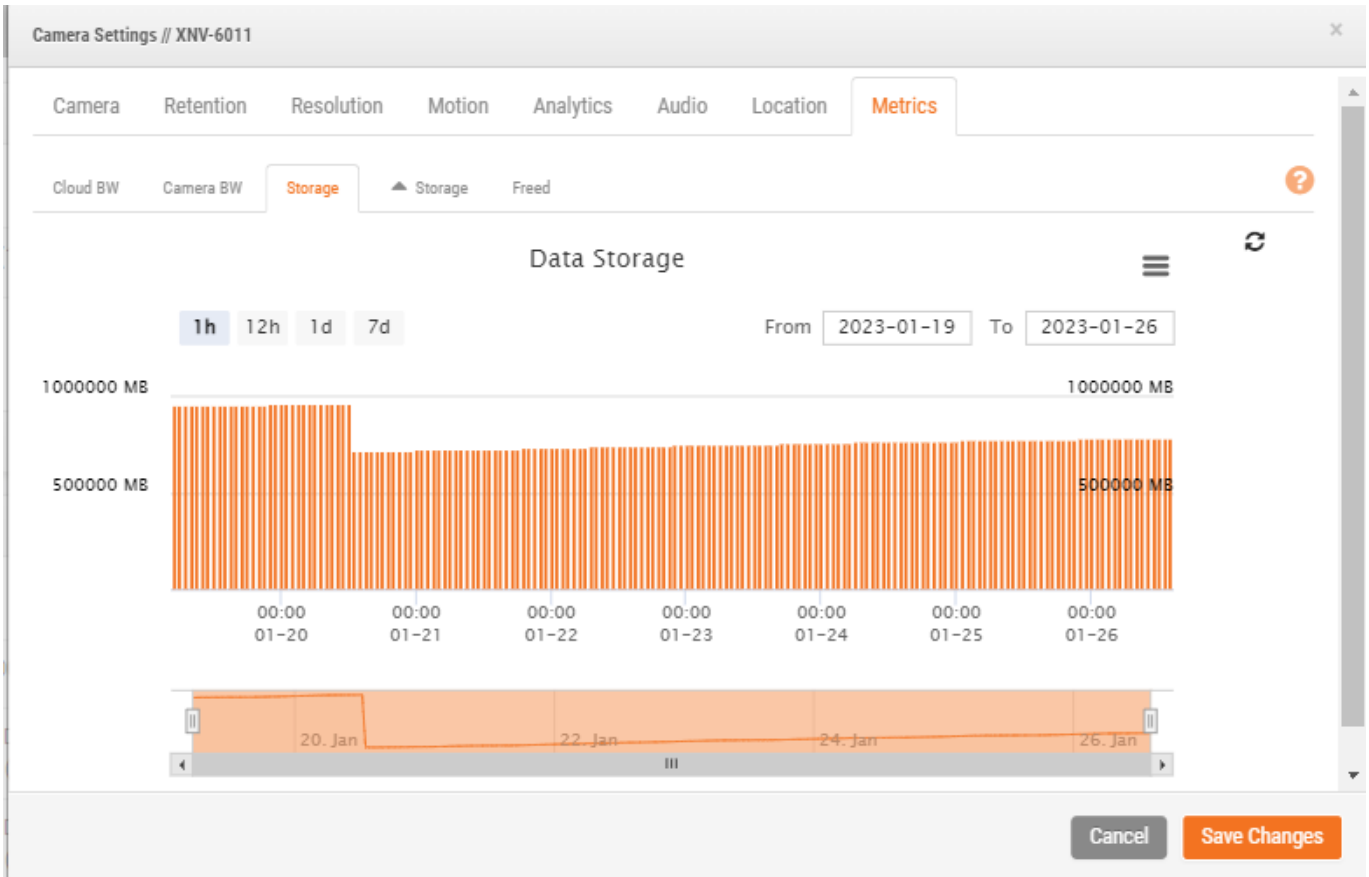 Camera Settings // XNV-6011 ×
Camera Retention Resolution Motion Analytics Audio Location Metrics
Cloud BW Camera BW Storage ▲ Storage Freed ?
Data Storage
1h 12h 1d 7d From 2023-01-19 To 2023-01-26
1000000 MB 1000000 MB
500000 MB 500000 MB
00:00 00:00 00:00 00:00 00:00 00:00 00:00
01-20 01-21 01-22 01-23 01-24 01-25 01-26
20. Jan 22. Jan 24. Jan 26. Jan
Cancel Save Changes